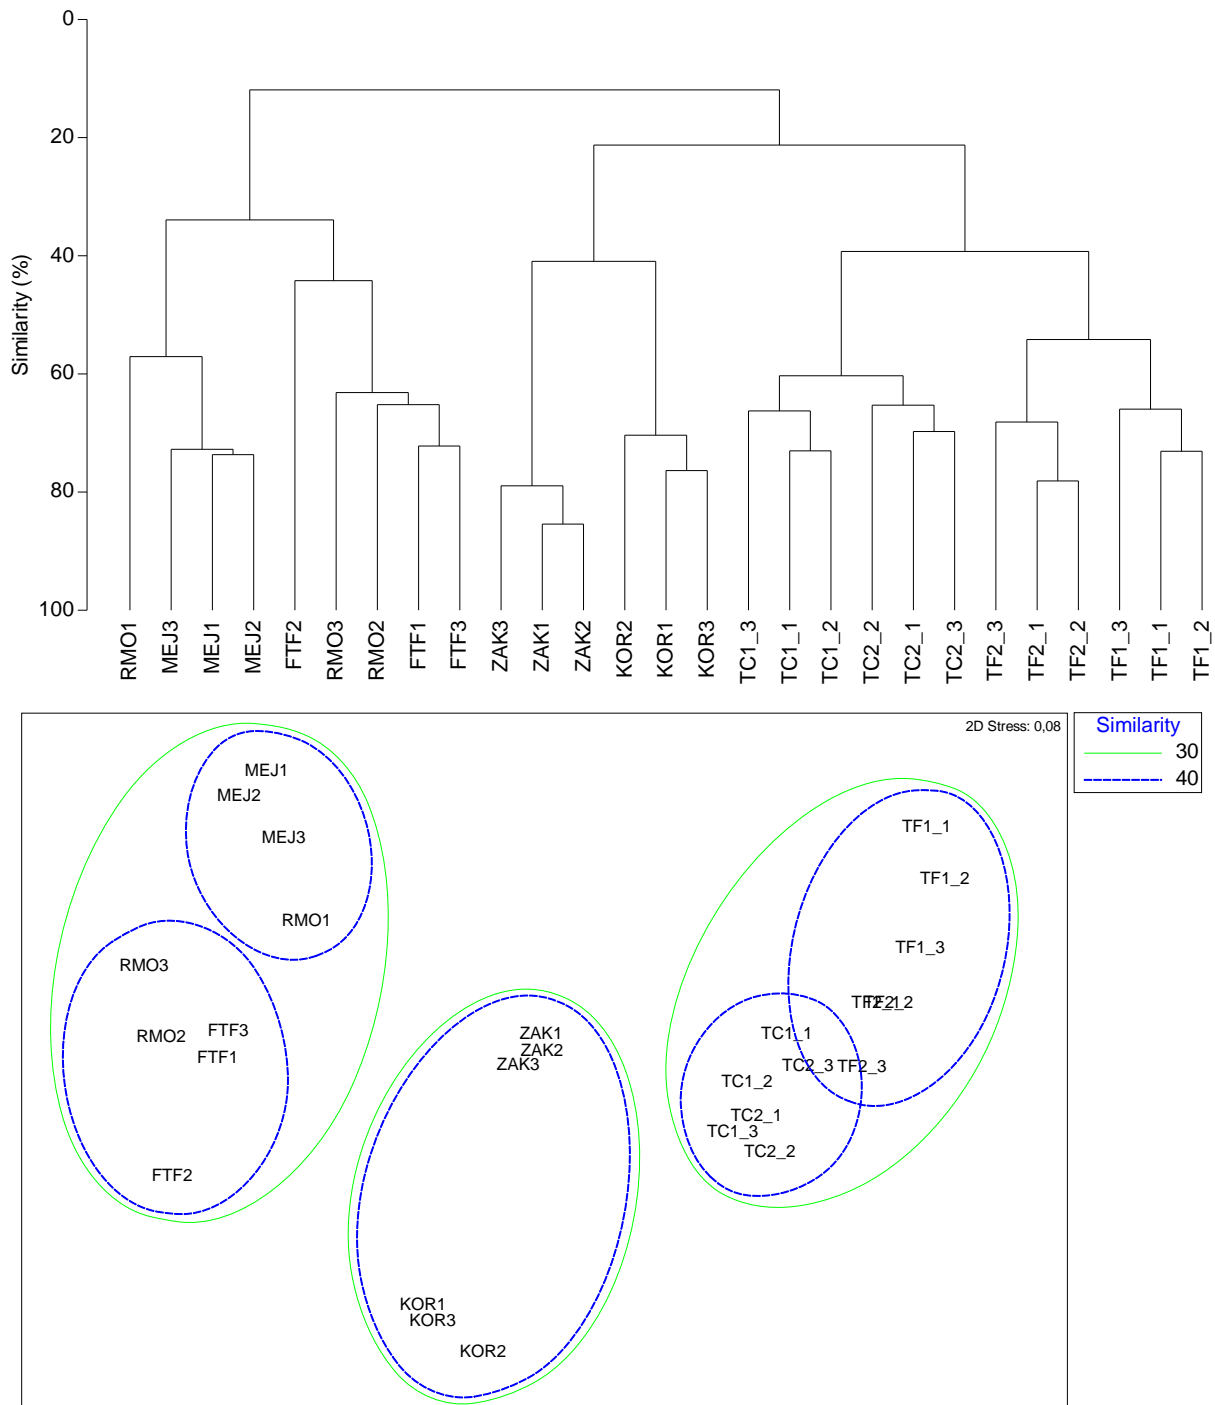 0
20
40
60
80
100
Similarity (%)
RMO1
MEJ3
MEJ1
MEJ2
FTF2
RMO3
RMO2
FTF1
FTF3
ZAK3
ZAK1
ZAK2
KOR2
KOR1
KOR3
TC1_3
TC1_1
TC1_2
TC2_2
TC2_1
TC2_3
TF2_3
TF2_1
TF2_2
TF1_3
TF1_1
TF1_2
2D Stress: 0,08
Similarity
30
40
MEJ1
MEJ2
MEJ3
RMO1
RMO3
RMO2
FTF3
FTF1
FTF2
ZAK1
ZAK2
ZAK3
KOR1
KOR3
KOR2
TF1_1
TF1_2
TF1_3
TF2_1
TF2_2
TC1_1
TC2_3
TF2_3
TC1_2
TC2_1
TC1_3
TC2_2